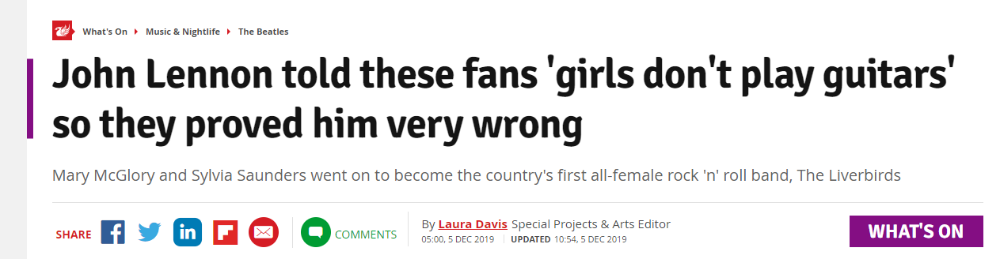 What's On Music & Nightlife The Beatles
John Lennon told these fans 'girls don't play guitars'
so they proved him very wrong
Mary McGlory and Sylvia Saunders went on to become the country's first all-female rock 'n' roll band, The Liverbirds
SHARE f in COMMENTS
By Laura Davis Special Projects & Arts Editor
05:00, 5 DEC 2019 UPDATED 10:54, 5 DEC 2019
WHAT'S ON